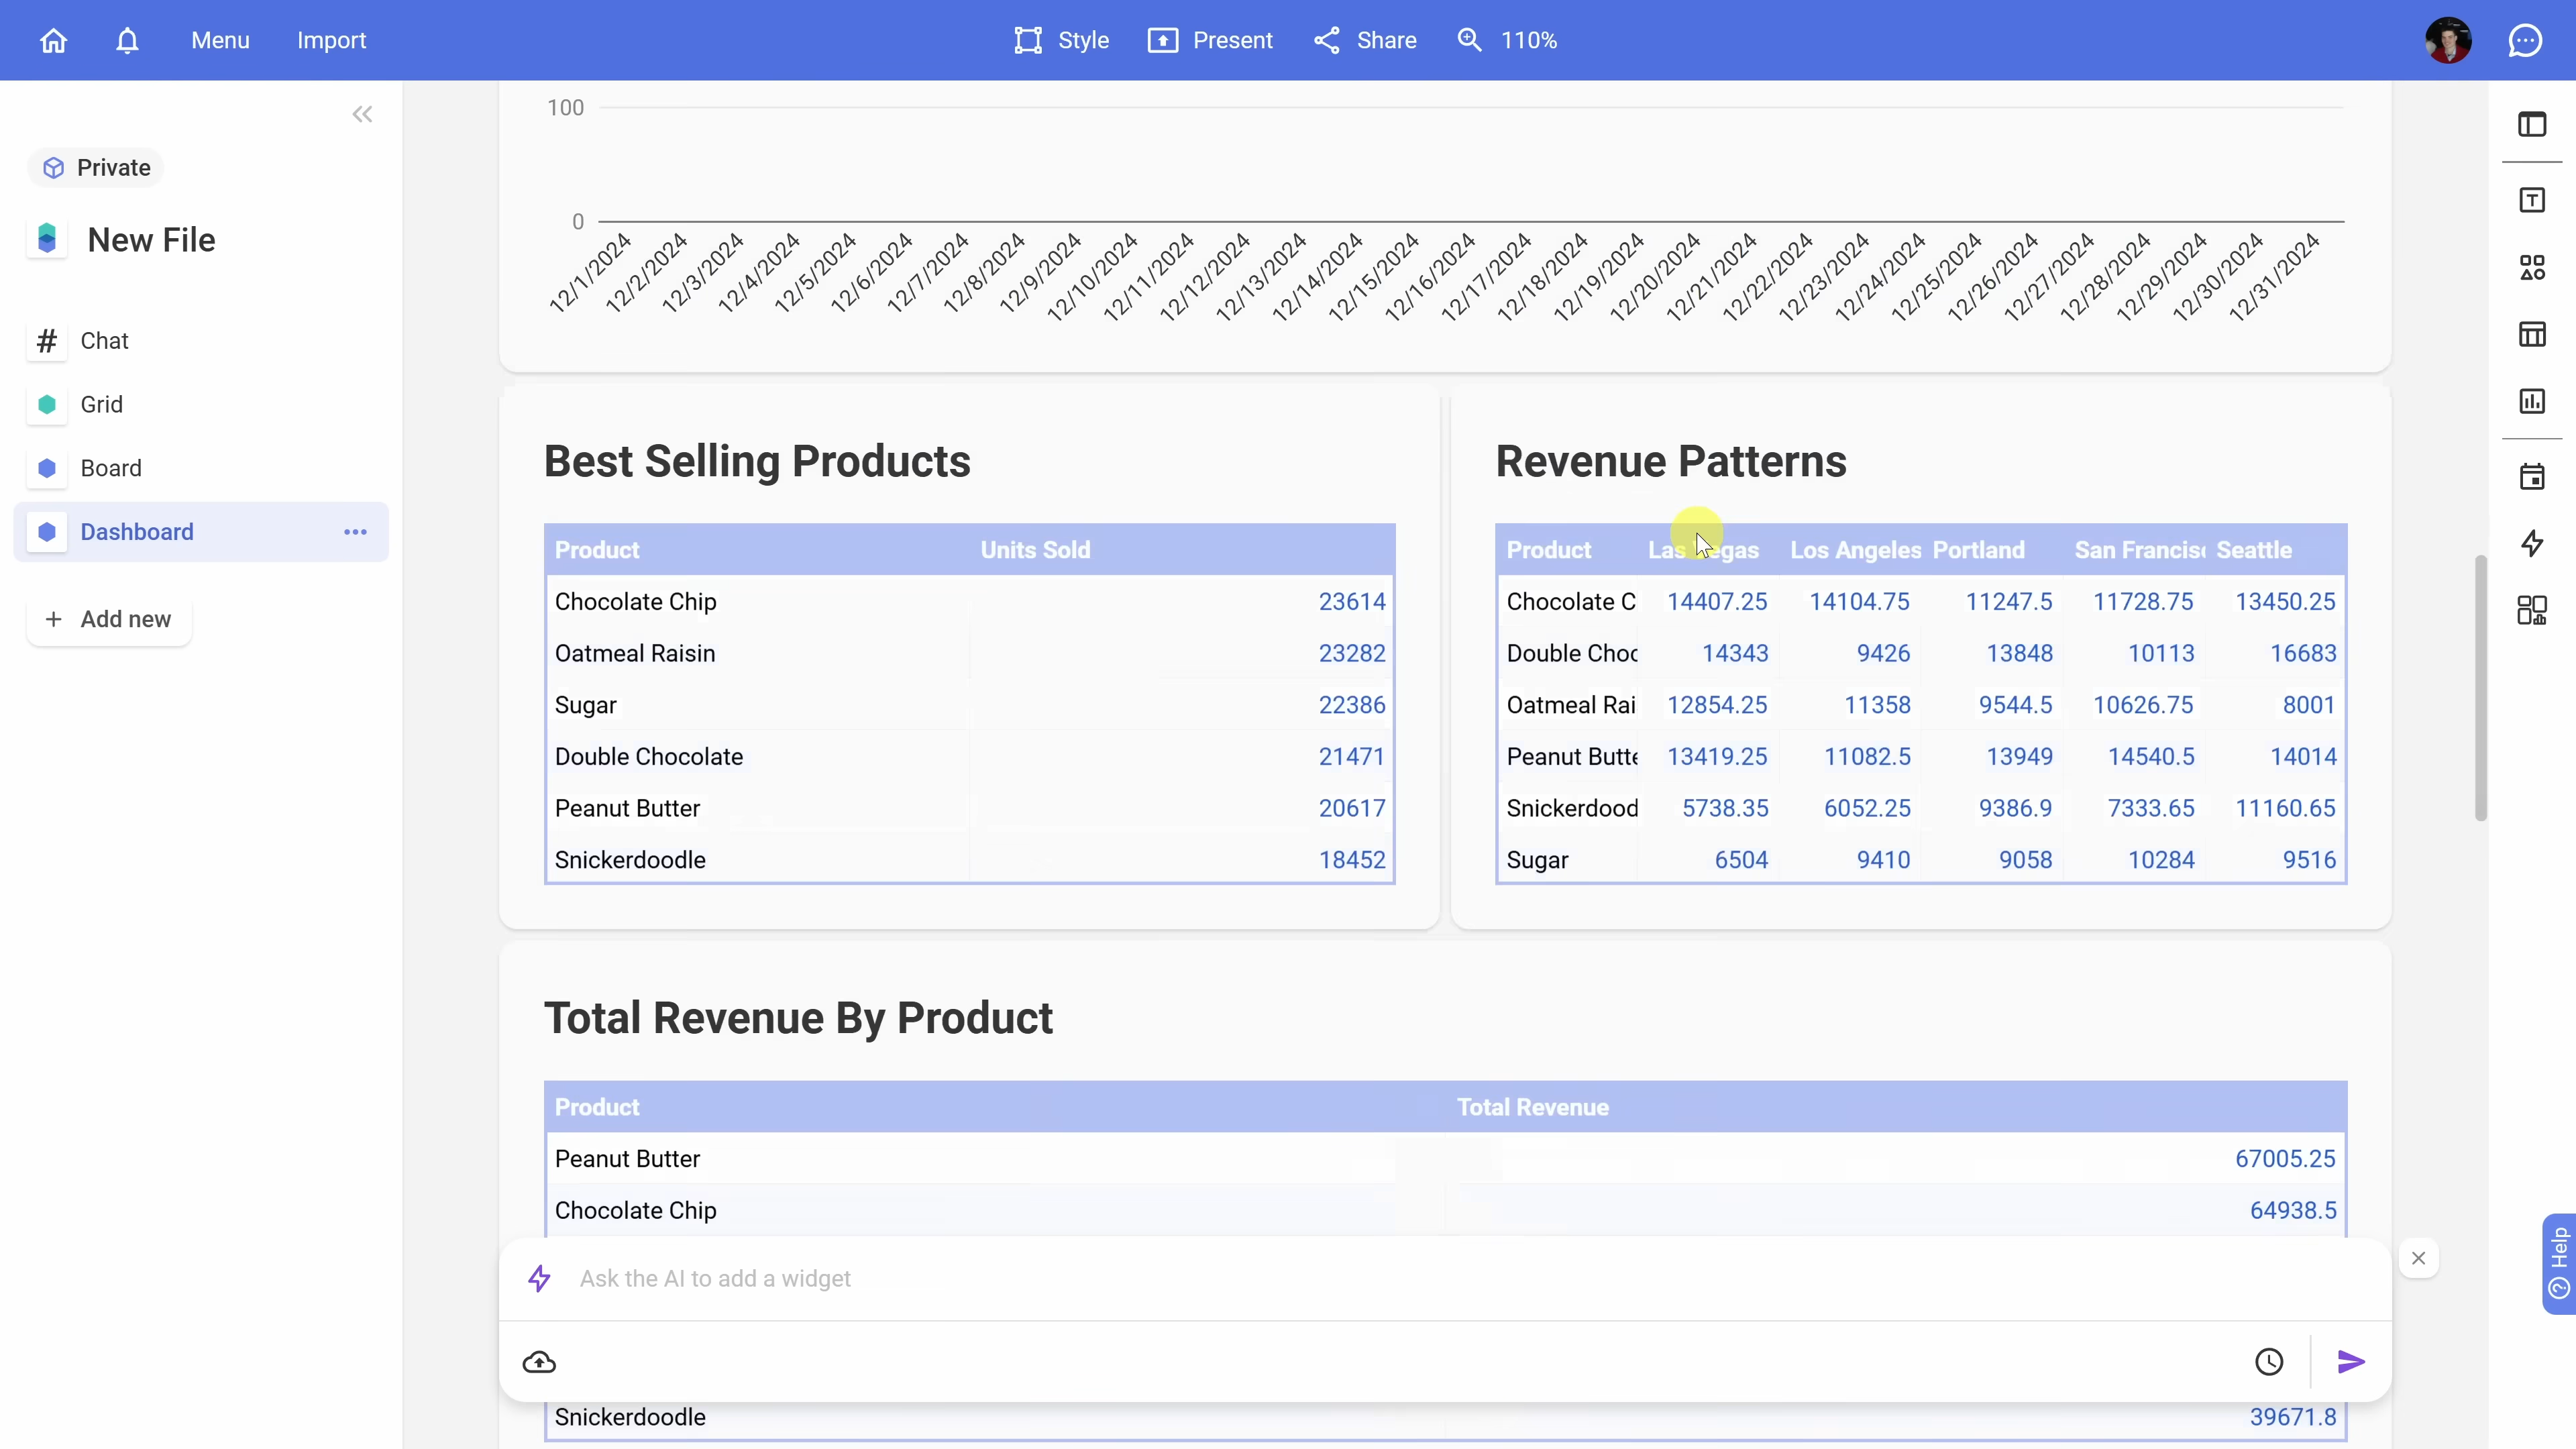 Menu Import Style Present Share 110%
Private
New File
Chat
Grid
Board
Dashboard
+ Add new
100
0
12/1/2024 12/2/2024 12/3/2024 12/4/2024 12/5/2024 12/6/2024 12/7/2024 12/8/2024 12/9/2024 12/10/2024 12/11/2024 12/12/2024 12/13/2024 12/14/2024 12/15/2024 12/16/2024 12/17/2024 12/18/2024 12/19/2024 12/20/2024 12/21/2024 12/22/2024 12/23/2024 12/24/2024 12/25/2024 12/26/2024 12/27/2024 12/28/2024 12/29/2024 12/30/2024 12/31/2024
Best Selling Products
Product Units Sold
Chocolate Chip 23614
Oatmeal Raisin 23282
Sugar 22386
Double Chocolate 21471
Peanut Butter 20617
Snickerdoodle 18452
Revenue Patterns
Product Las Vegas Los Angeles Portland San Francisc Seattle
Chocolate C 14407.25 14104.75 11247.5 11728.75 13450.25
Double Choc 14343 9426 13848 10113 16683
Oatmeal Rai 12854.25 11358 9544.5 10626.75 8001
Peanut Butte 13419.25 11082.5 13949 14540.5 14014
Snickerdood 5738.35 6052.25 9386.9 7333.65 11160.65
Sugar 6504 9410 9058 10284 9516
Total Revenue By Product
Product Total Revenue
Peanut Butter 67005.25
Chocolate Chip 64938.5
Ask the AI to add a widget
Snickerdoodle 39671.8
Help